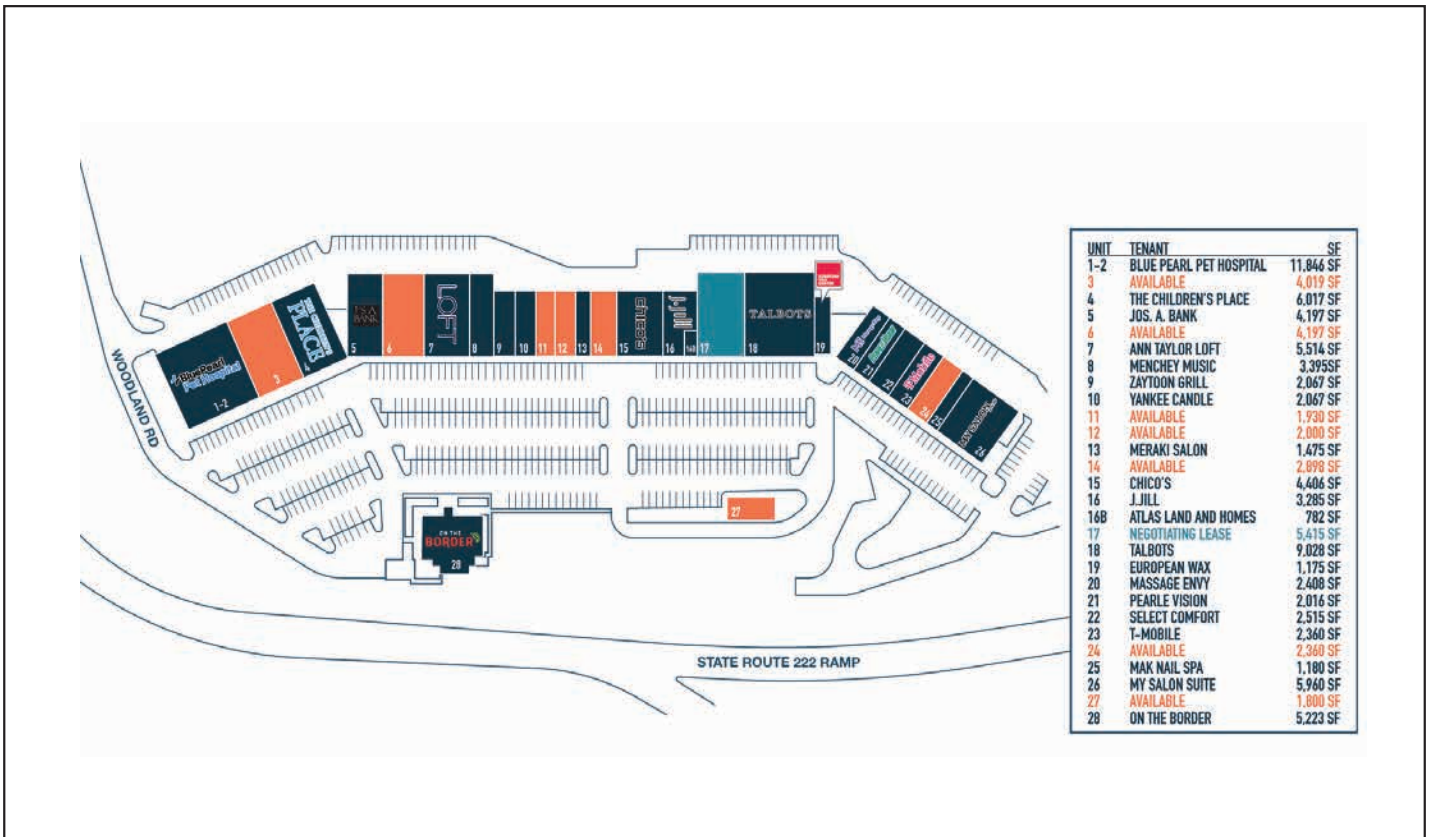 BluePearl
Pet Hospital
1-2
3
THE CHILDREN'S
PLACE
4
BANK
5
6
LOFT
7
8
9
10
11
12
13
14
chico's
15
J.Jill
16
16B
17
TALBOTS
18
EUROPEAN
WAX
CENTER
19
20
21
22
T-Mobile
23
24
25
MY SALON
26
27
ON THE
BORDER
28
WOODLAND RD
STATE ROUTE 222 RAMP
UNIT TENANT SF
1-2 BLUE PEARL PET HOSPITAL 11,846 SF
3 AVAILABLE 4,019 SF
4 THE CHILDREN'S PLACE 6,017 SF
5 JOS. A. BANK 4,197 SF
6 AVAILABLE 4,197 SF
7 ANN TAYLOR LOFT 5,514 SF
8 MENCHEY MUSIC 3,395SF
9 ZAYTOON GRILL 2,067 SF
10 YANKEE CANDLE 2,067 SF
11 AVAILABLE 1,930 SF
12 AVAILABLE 2,000 SF
13 MERAKI SALON 1,475 SF
14 AVAILABLE 2,898 SF
15 CHICO'S 4,406 SF
16 J.JILL 3,285 SF
16B ATLAS LAND AND HOMES 782 SF
17 NEGOTIATING LEASE 5,415 SF
18 TALBOTS 9,028 SF
19 EUROPEAN WAX 1,175 SF
20 MASSAGE ENVY 2,408 SF
21 PEARLE VISION 2,016 SF
22 SELECT COMFORT 2,515 SF
23 T-MOBILE 2,360 SF
24 AVAILABLE 2,360 SF
25 MAK NAIL SPA 1,180 SF
26 MY SALON SUITE 5,960 SF
27 AVAILABLE 1,800 SF
28 ON THE BORDER 5,223 SF